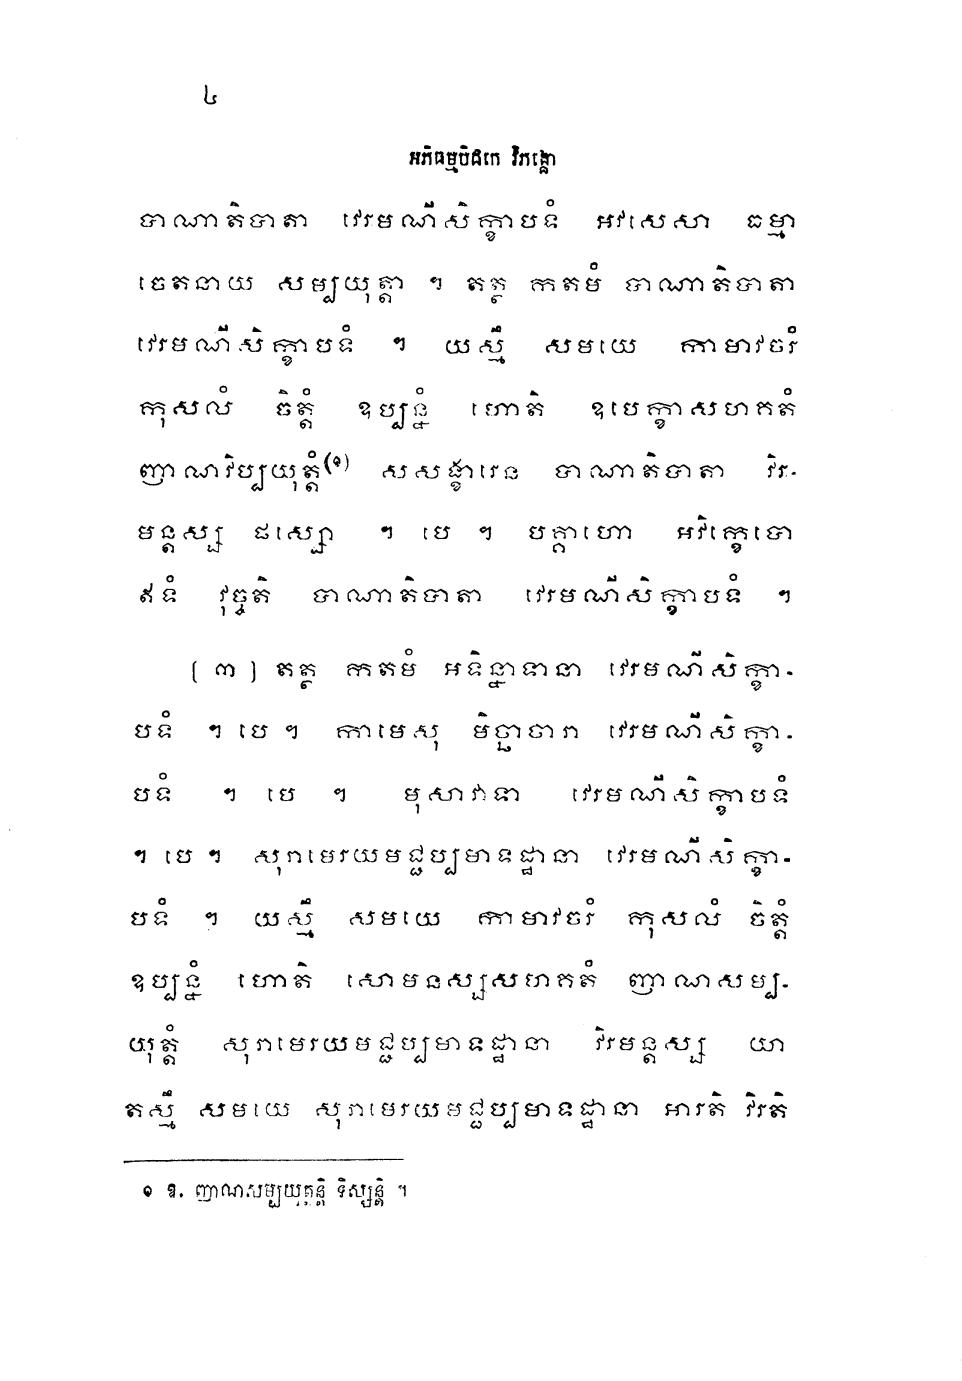 ៤
អភិធម្មបិដកេ វិភង្គោ
បាណាតិបាតា វេរមណីសិក្ខាបទំ អវសេសា ធម្មា
ចេតនាយ សម្បយុត្តា ។ តត្ថ កតមំ បាណាតិបាតា
វេរមណីសិក្ខាបទំ ។ យស្មឹ សមយេ កាមាវចរំ
កុសលំ ចិត្តំ ឧប្បន្នំ ហោតិ ឧបេក្ខាសហគតំ
ញាណវិប្បយុត្តំ(១) សសង្ខារេន បាណាតិបាតា វិរ-
មន្តស្ស ផស្សោ ។ បេ ។ បគ្គាហោ អវិក្ខេបោ
ឥទំ វុច្ចតិ បាណាតិបាតា វេរមណីសិក្ខាបទំ ។
[ ៣ ] តត្ថ កតមំ អទិន្នាទានា វេរមណីសិក្ខា-
បទំ ។ បេ ។ កាមេសុ មិច្ឆាចារា វេរមណីសិក្ខា-
បទំ ។ បេ ។ មុសាវាទា វេរមណីសិក្ខាបទំ
។ បេ ។ សុរាមេរយមជ្ជប្បមាទដ្ឋានា វេរមណីសិក្ខា-
បទំ ។ យស្មឹ សមយេ កាមាវចរំ កុសលំ ចិត្តំ
ឧប្បន្នំ ហោតិ សោមនស្សសហគតំ ញាណសម្ប-
យុត្តំ សុរាមេរយមជ្ជប្បមាទដ្ឋានា វិរមន្តស្ស យា
តស្មឹ សមយេ សុរាមេរយមជ្ជប្បមាទដ្ឋានា អារតិ វិរតិ
១ ឱ. ញាណសម្បយុត្តន្តិ ទិស្សន្តិ ។